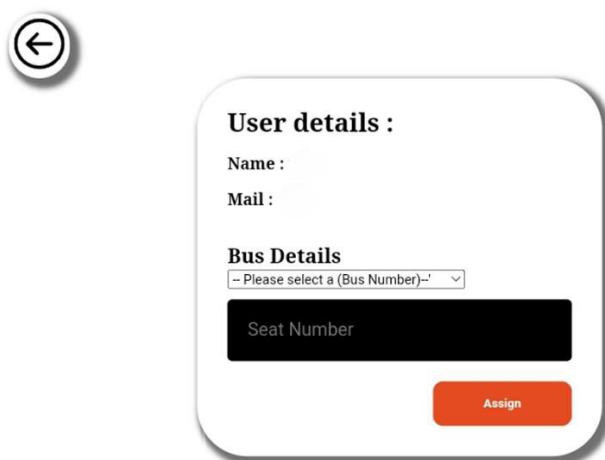 User details :
Name :
Mail :
Bus Details
-- Please select a (Bus Number)--'
Seat Number
Assign